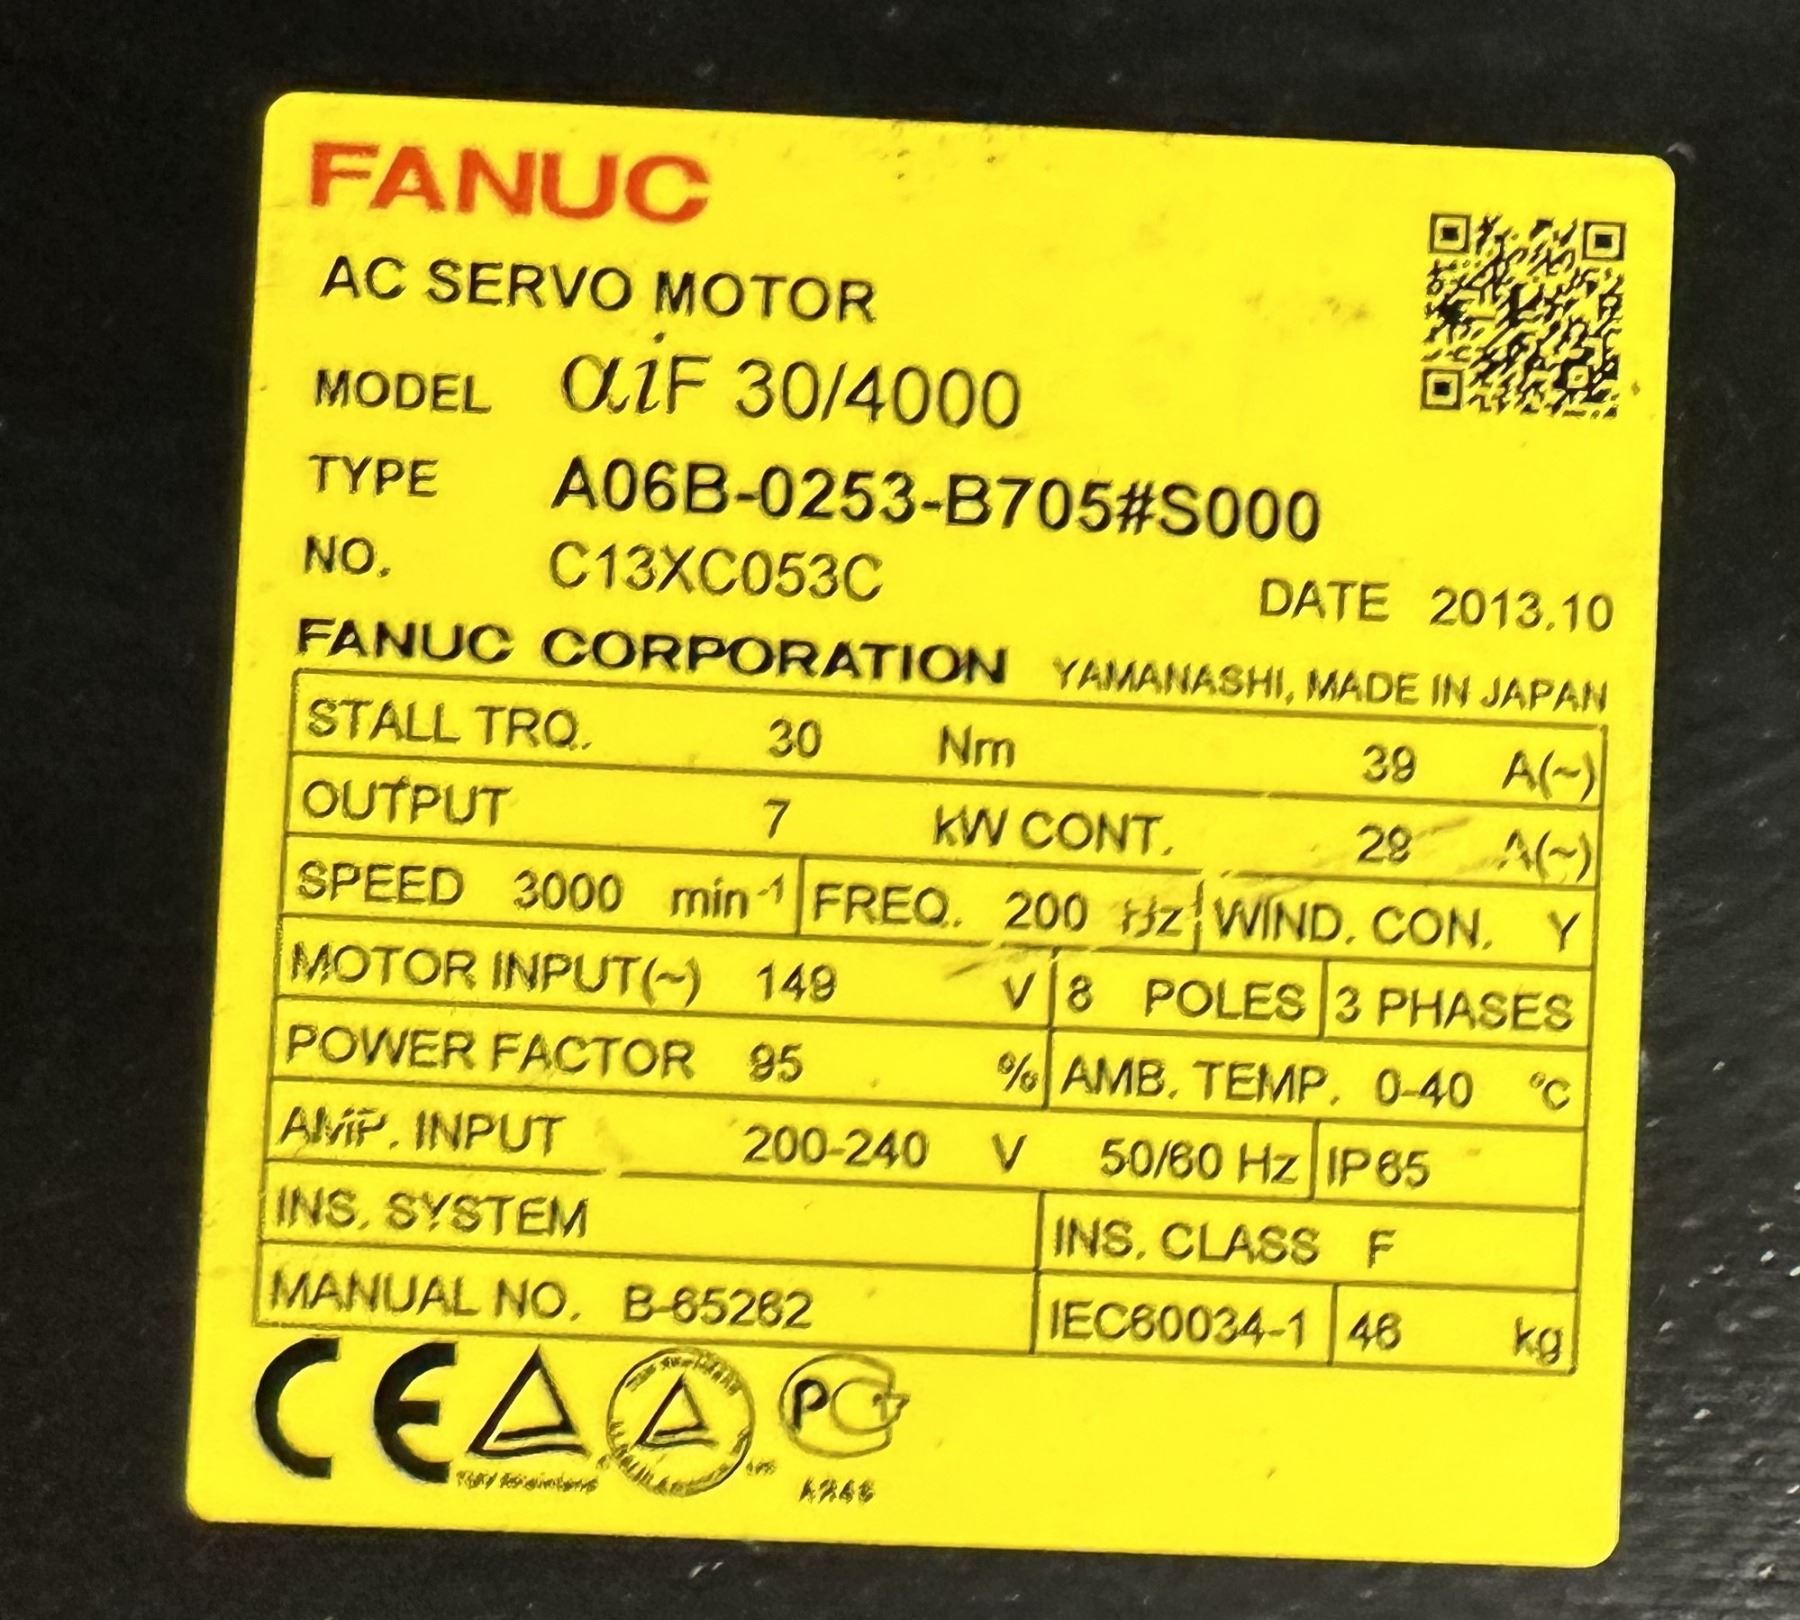 FANUC
AC SERVO MOTOR
MODEL αiF 30/4000
TYPE A06B-0253-B705#S000
NO. C13XC053C DATE 2013.10
FANUC CORPORATION YAMANASHI, MADE IN JAPAN
STALL TRQ. 30 Nm 39 A(~)
OUTPUT 7 kW CONT. 29 A(~)
SPEED 3000 min-1 FREQ. 200 Hz WIND. CON. Y
MOTOR INPUT(~) 149 V 8 POLES 3 PHASES
POWER FACTOR 95 % AMB. TEMP. 0-40 °C
AMP. INPUT 200-240 V 50/60 Hz IP65
INS. SYSTEM INS. CLASS F
MANUAL NO. B-65262 IEC60034-1 46 kg
CE PCT